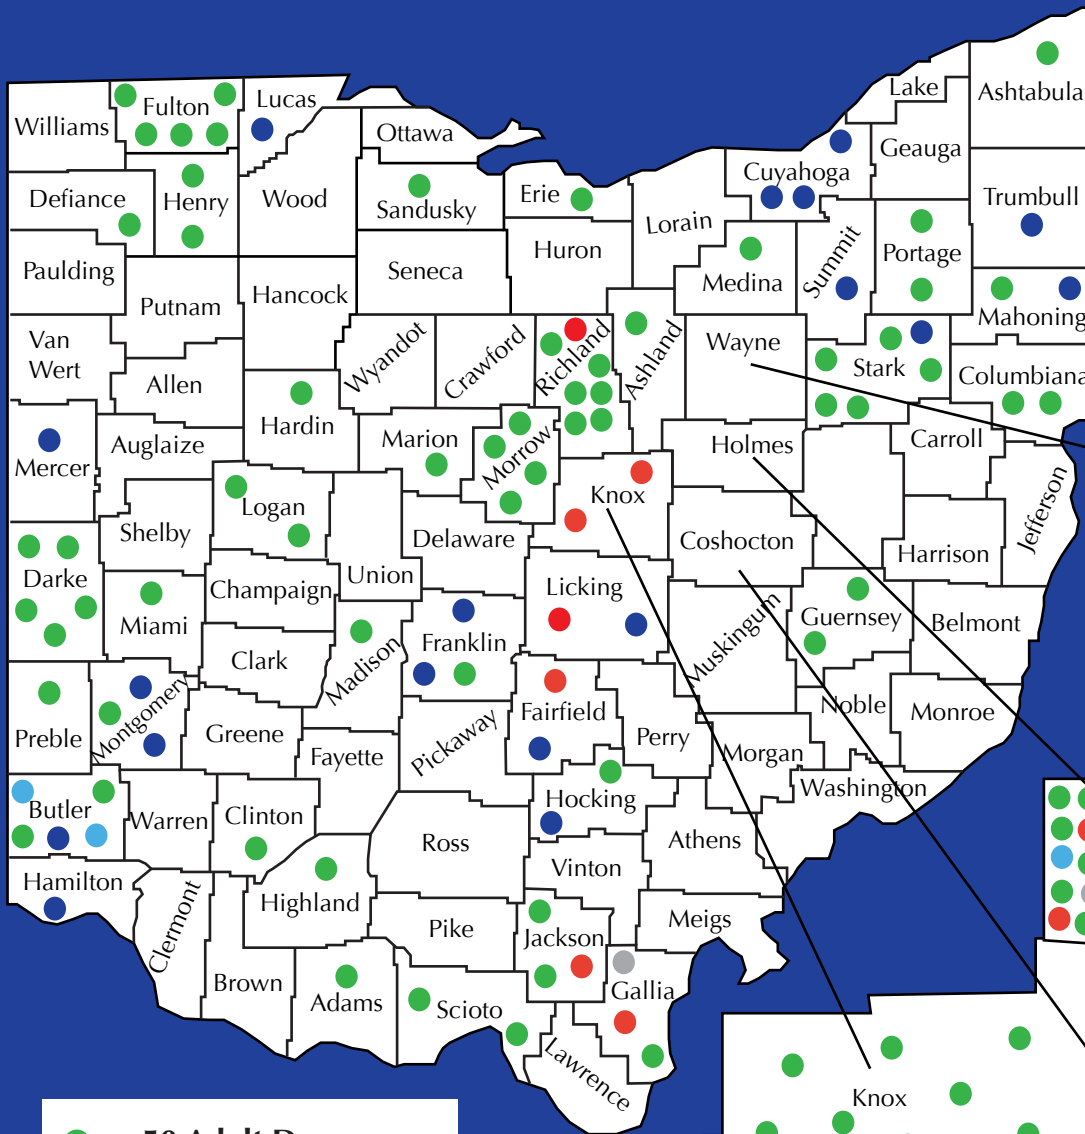 Lake
Ashtabula
Williams
Fulton
Lucas
Ottawa
Geauga
Cuyahoga
Defiance
Henry
Wood
Sandusky
Erie
Lorain
Trumbull
Huron
Summit
Portage
Paulding
Seneca
Medina
Putnam
Hancock
Mahoning
Van
Wert
Wyandot
Crawford
Richland
Ashland
Wayne
Stark
Columbiana
Allen
Hardin
Marion
Morrow
Holmes
Carroll
Mercer
Auglaize
Knox
Logan
Jefferson
Shelby
Delaware
Coshocton
Harrison
Darke
Champaign
Union
Licking
Miami
Franklin
Muskingum
Guernsey
Belmont
Clark
Madison
Preble
Montgomery
Greene
Pickaway
Fairfield
Perry
Noble
Monroe
Fayette
Morgan
Washington
Butler
Warren
Clinton
Hocking
Ross
Athens
Hamilton
Vinton
Highland
Clermont
Pike
Jackson
Meigs
Brown
Adams
Scioto
Gallia
Lawrence
Knox
50 Adult D